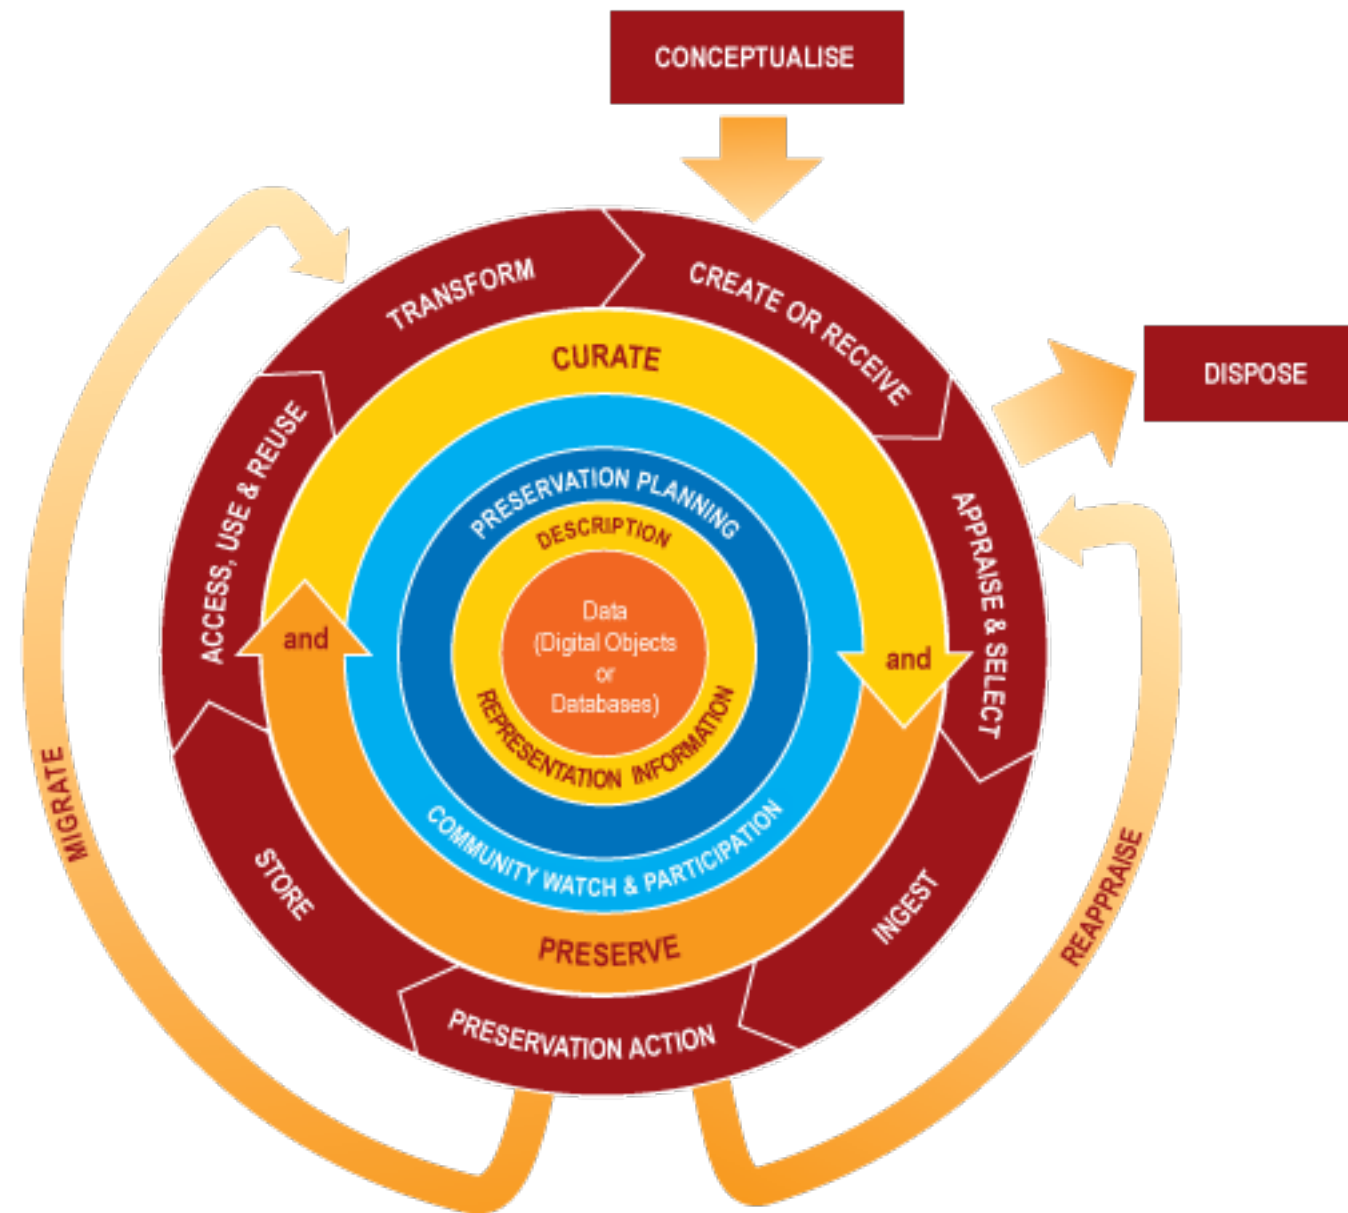 CONCEPTUALISE
DISPOSE
TRANSFORM
CREATE OR RECEIVE
APPRAISE & SELECT
INGEST
PRESERVATION ACTION
STORE
ACCESS, USE & REUSE
MIGRATE
REAPPRAISE
CURATE
and
PRESERVE
and
COMMUNITY WATCH & PARTICIPATION
PRESERVATION PLANNING
DESCRIPTION
REPRESENTATION INFORMATION
Data
(Digital Objects
or
Databases)